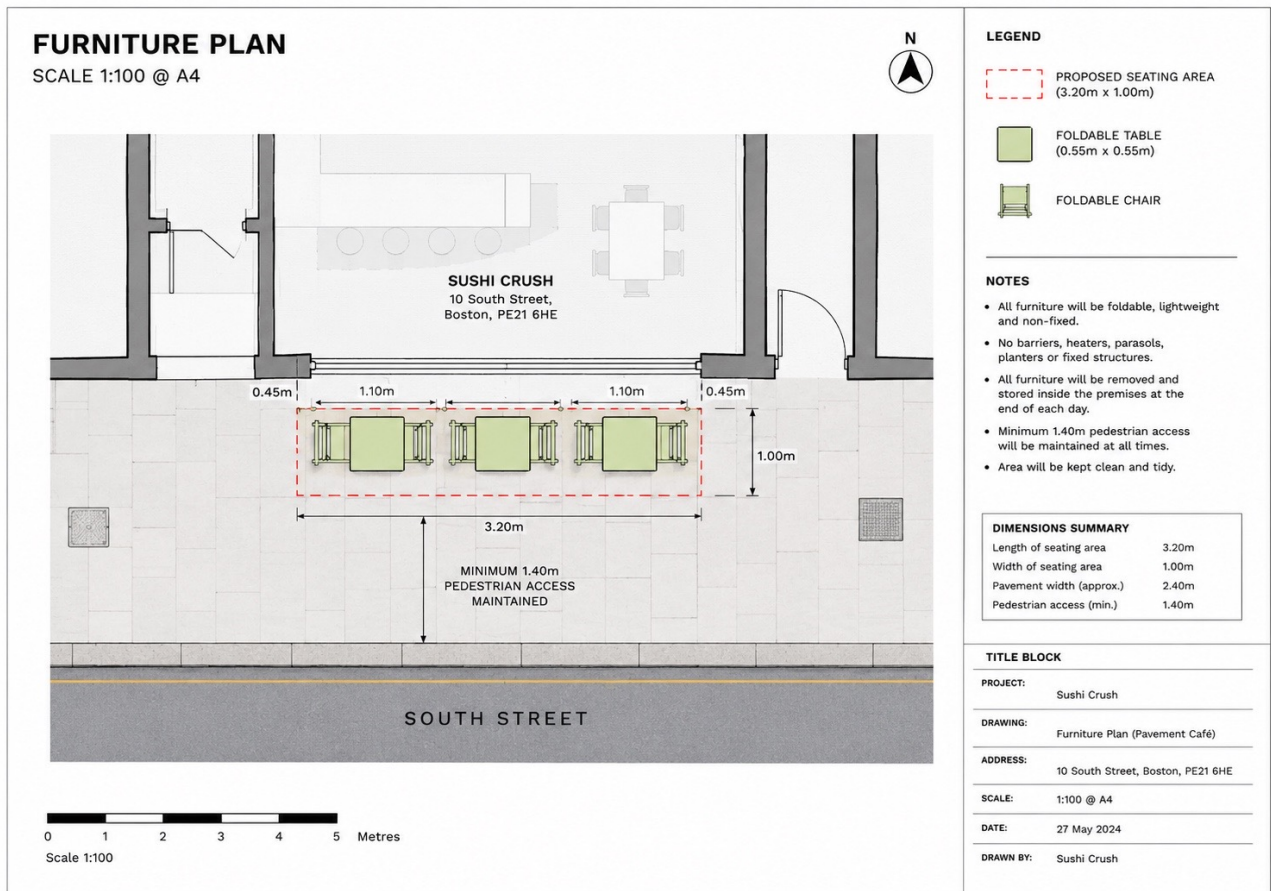 FURNITURE PLAN
SCALE 1:100 @ A4
N
SUSHI CRUSH
10 South Street,
Boston, PE21 6HE
0.45m
1.10m
1.10m
0.45m
1.00m
3.20m
MINIMUM 1.40m
PEDESTRIAN ACCESS
MAINTAINED
SOUTH STREET
0 1 2 3 4 5 Metres
Scale 1:100
LEGEND
PROPOSED SEATING AREA
(3.20m x 1.00m)
FOLDABLE TABLE
(0.55m x 0.55m)
FOLDABLE CHAIR
NOTES
• All furniture will be foldable, lightweight
and non-fixed.
• No barriers, heaters, parasols,
planters or fixed structures.
• All furniture will be removed and
stored inside the premises at the
end of each day.
• Minimum 1.40m pedestrian access
will be maintained at all times.
• Area will be kept clean and tidy.
DIMENSIONS SUMMARY
Length of seating area 3.20m
Width of seating area 1.00m
Pavement width (approx.) 2.40m
Pedestrian access (min.) 1.40m
TITLE BLOCK
PROJECT:
Sushi Crush
DRAWING:
Furniture Plan (Pavement Café)
ADDRESS:
10 South Street, Boston, PE21 6HE
SCALE: 1:100 @ A4
DATE: 27 May 2024
DRAWN BY: Sushi Crush